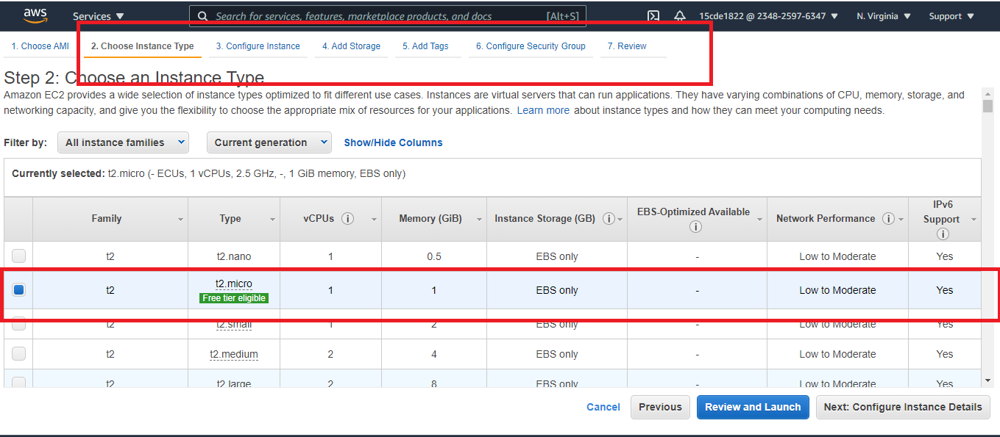 aws Services Search for services, features, marketplace products, and docs [Alt+S] 15cde1822 @ 2348-2597-6347 N. Virginia Support
1. Choose AMI 2. Choose Instance Type 3. Configure Instance 4. Add Storage 5. Add Tags 6. Configure Security Group 7. Review
Step 2: Choose an Instance Type
Amazon EC2 provides a wide selection of instance types optimized to fit different use cases. Instances are virtual servers that can run applications. They have varying combinations of CPU, memory, storage, and
networking capacity, and give you the flexibility to choose the appropriate mix of resources for your applications. Learn more about instance types and how they can meet your computing needs.
Filter by: All instance families Current generation Show/Hide Columns
Currently selected: t2.micro (- ECUs, 1 vCPUs, 2.5 GHz, -, 1 GiB memory, EBS only)
Family Type vCPUs i Memory (GiB) Instance Storage (GB) i EBS-Optimized Available i Network Performance i IPv6 Support i
t2 t2.nano 1 0.5 EBS only - Low to Moderate Yes
t2 t2.micro Free tier eligible 1 1 EBS only - Low to Moderate Yes
t2 t2.small 1 2 EBS only - Low to Moderate Yes
t2 t2.medium 2 4 EBS only - Low to Moderate Yes
t2 t2.large 2 8 EBS only - Low to Moderate Yes
Cancel Previous Review and Launch Next: Configure Instance Details